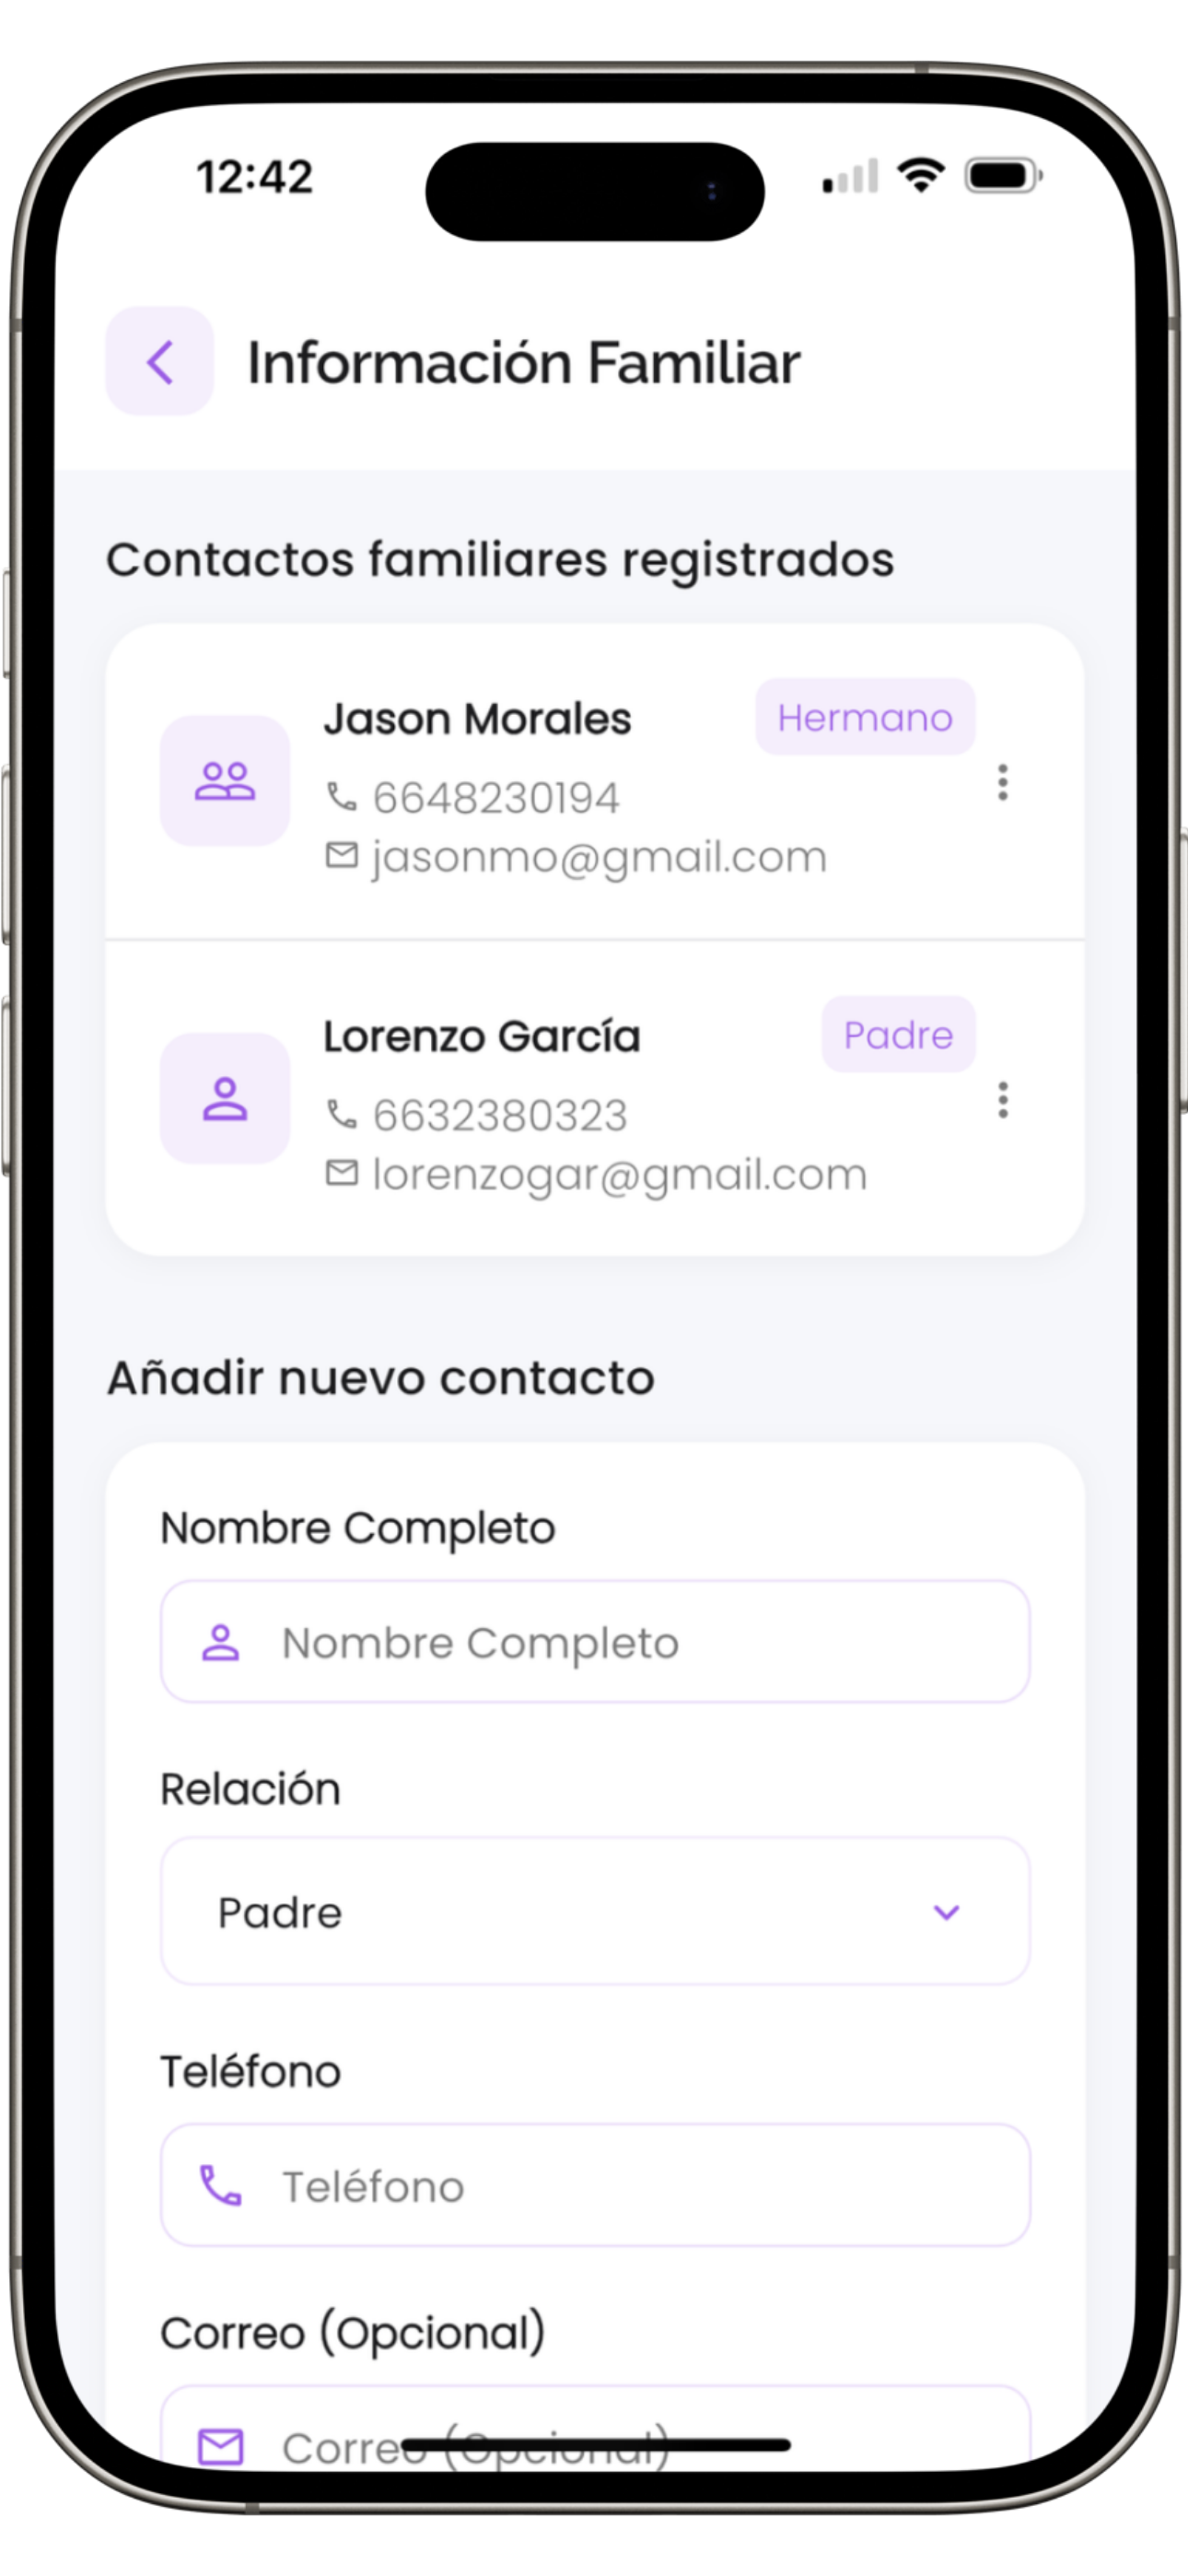 12:42
Información Familiar
Contactos familiares registrados
Jason Morales
Hermano
6648230194
jasonmo@gmail.com
Lorenzo García
Padre
6632380323
lorenzogar@gmail.com
Añadir nuevo contacto
Nombre Completo
Nombre Completo
Relación
Padre
Teléfono
Teléfono
Correo (Opcional)
Correo (Opcional)